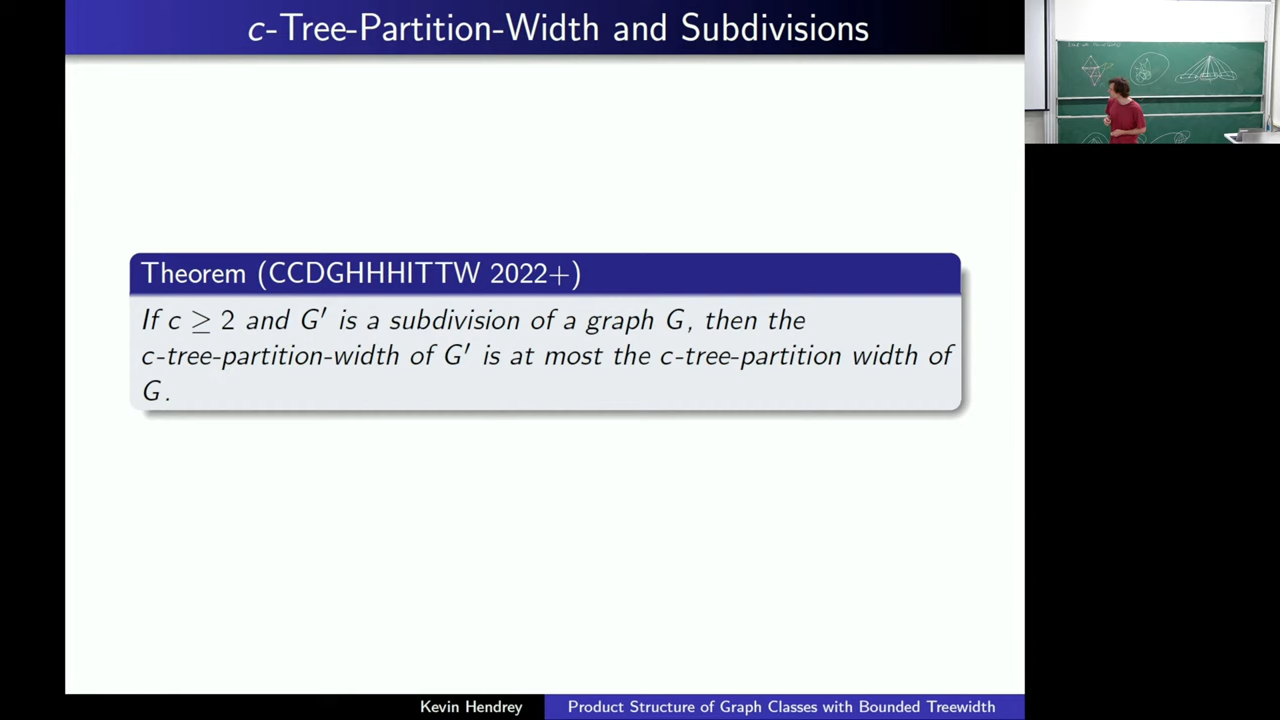 c-Tree-Partition-Width and Subdivisions
Theorem (CCDGHHHITTW 2022+)
If c ≥ 2 and G′ is a subdivision of a graph G, then the
c-tree-partition-width of G′ is at most the c-tree-partition width of
G.
Kevin Hendrey
Product Structure of Graph Classes with Bounded Treewidth